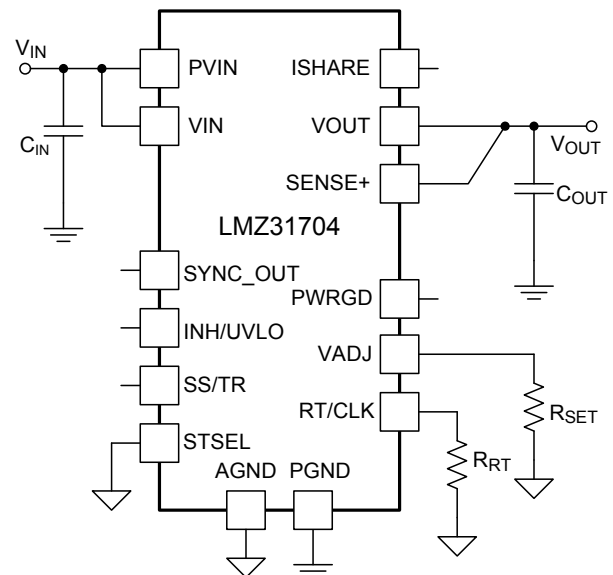 VIN
PVIN
ISHARE
VIN
VOUT
VOUT
CIN
SENSE+
COUT
LMZ31704
SYNC_OUT
PWRGD
INH/UVLO
VADJ
SS/TR
RT/CLK
RSET
STSEL
AGND
PGND
RRT